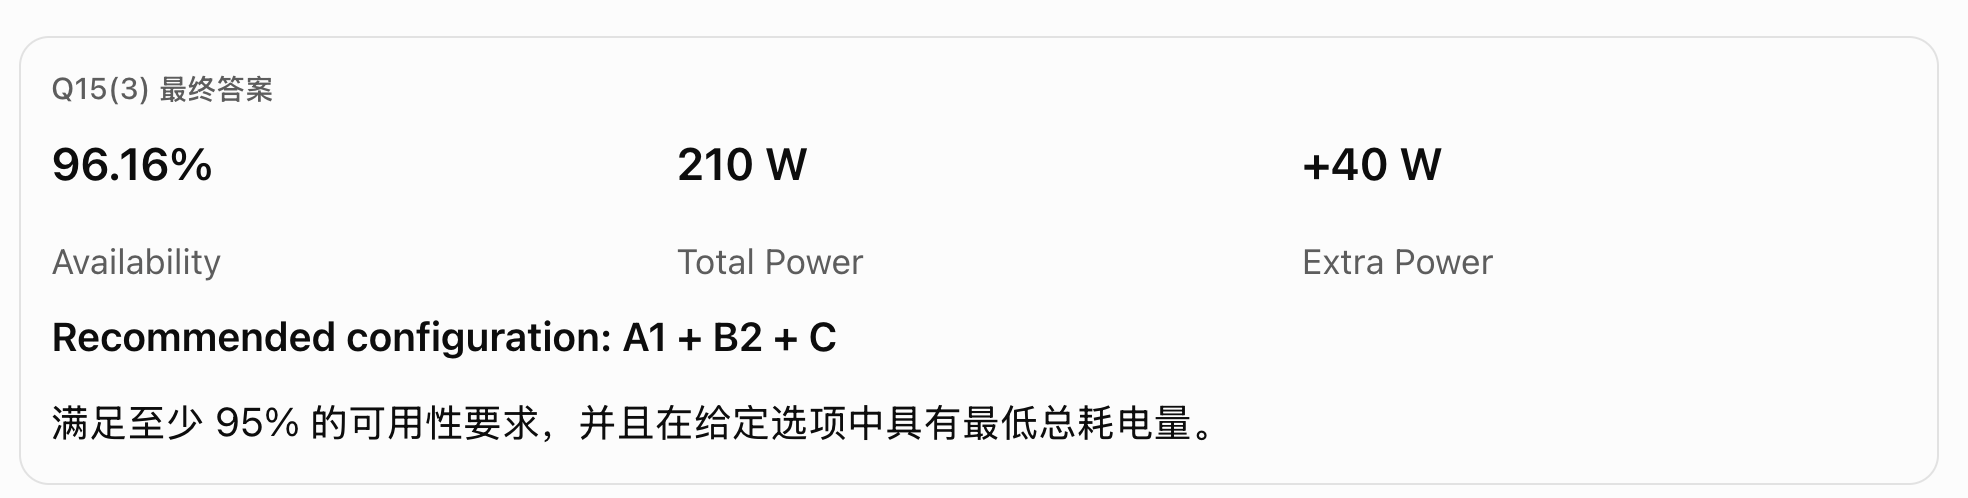 Q15(3) 最终答案
96.16%
210 W
+40 W
Availability
Total Power
Extra Power
Recommended configuration: A1 + B2 + C
满足至少 95% 的可用性要求，并且在给定选项中具有最低总耗电量。